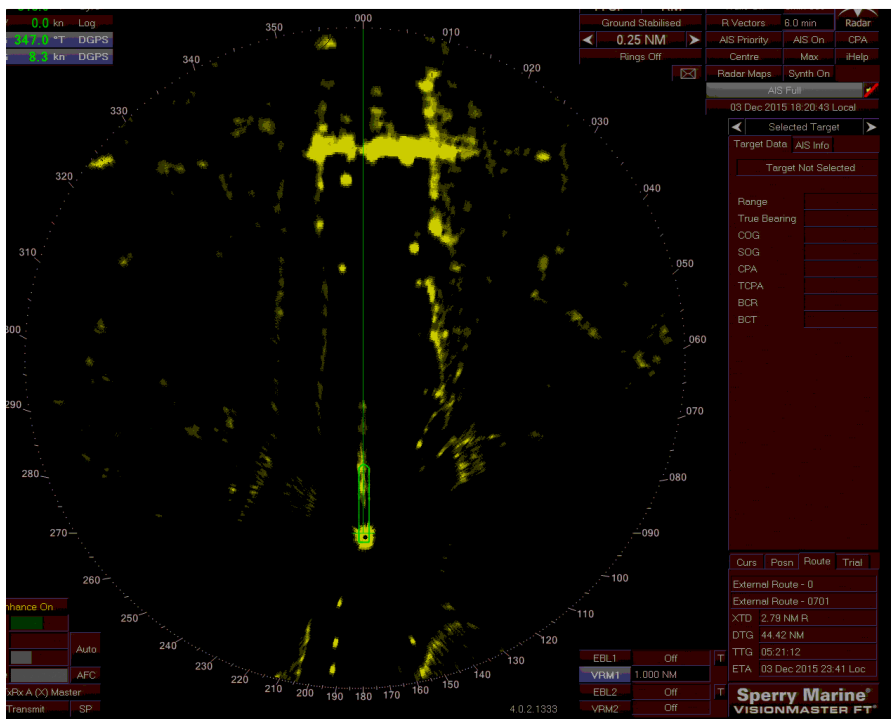 0.0 kn Log
347.0 °T DGPS
8.3 kn DGPS
000
010
020
030
040
050
060
070
080
090
100
110
120
130
140
150
160
170
180
190
200
210
220
230
240
250
260
270
280
290
300
310
320
330
340
350
Ground Stabilised
0.25 NM
Rings Off
R Vectors 6.0 min Radar
AIS Priority AIS On CPA
Centre Max iHelp
Radar Maps Synth On
AIS Full
03 Dec 2015 18:20:43 Local
Selected Target
Target Data AIS Info
Target Not Selected
Range
True Bearing
COG
SOG
CPA
TCPA
BCR
BCT
Curs Posn Route Trial
External Route - 0
External Route - 0701
XTD 2.79 NM R
DTG 44.42 NM
TTG 05:21:12
ETA 03 Dec 2015 23:41 Loc
Sperry Marine
VISIONMASTER FT
EBL1 Off T
VRM1 1.000 NM
EBL2 Off T
VRM2 Off
4.0.2.1333
nhance On
Auto
AFC
xRx A (X) Master
Transmit SP